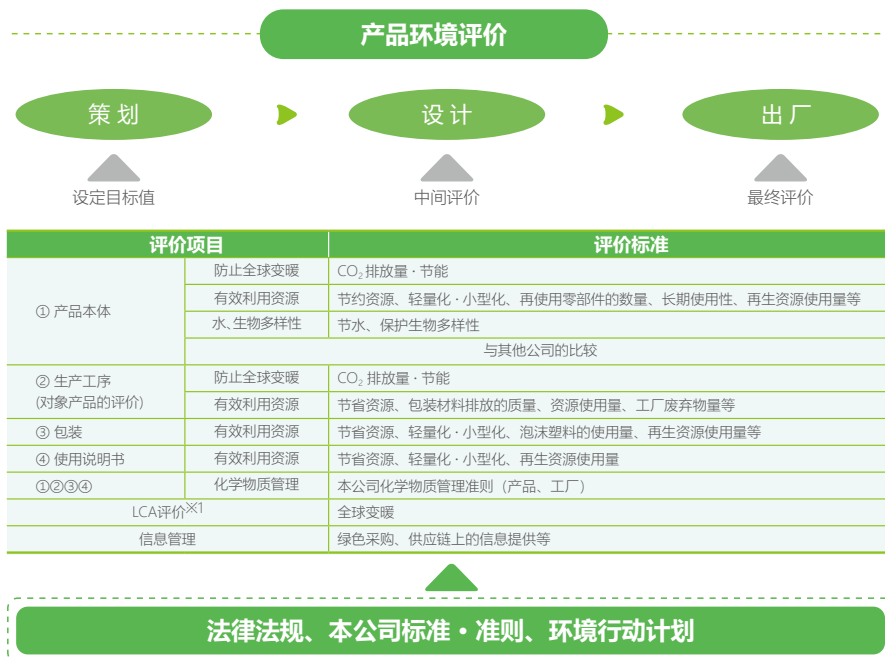 产品环境评价
策划
设计
出厂
设定目标值
中间评价
最终评价
评价项目 评价标准
① 产品本体
防止全球变暖 CO₂ 排放量·节能
有效利用资源 节约资源、轻量化·小型化、再使用零部件的数量、长期使用性、再生资源使用量等
水、生物多样性 节水、保护生物多样性
与其他公司的比较
② 生产工序
(对象产品的评价)
防止全球变暖 CO₂ 排放量·节能
有效利用资源 节省资源、包装材料排放的质量、资源使用量、工厂废弃物量等
③ 包装 有效利用资源 节省资源、轻量化·小型化、泡沫塑料的使用量、再生资源使用量等
④ 使用说明书 有效利用资源 节省资源、轻量化·小型化、再生资源使用量
①②③④ 化学物质管理 本公司化学物质管理准则（产品、工厂）
LCA评价※1 全球变暖
信息管理 绿色采购、供应链上的信息提供等
法律法规、本公司标准·准则、环境行动计划